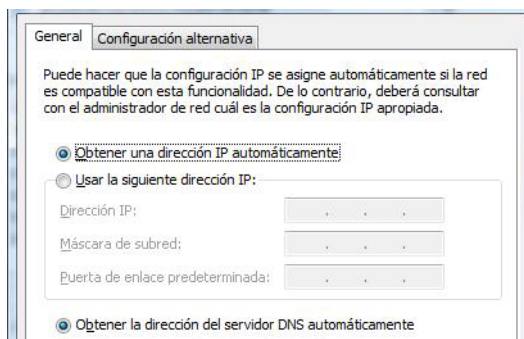 General
Configuración alternativa
Puede hacer que la configuración IP se asigne automáticamente si la red
es compatible con esta funcionalidad. De lo contrario, deberá consultar
con el administrador de red cuál es la configuración IP apropiada.
Obtener una dirección IP automáticamente
Usar la siguiente dirección IP:
Dirección IP:
Máscara de subred:
Puerta de enlace predeterminada:
Obtener la dirección del servidor DNS automáticamente